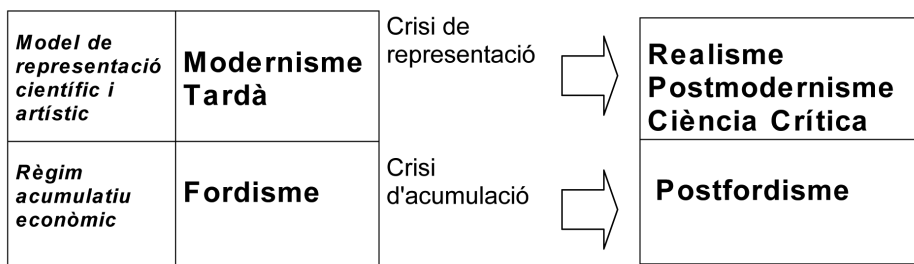 Model de
representació
científic i
artístic
Modernisme
Tardà
Crisi de
representació
Realisme
Postmodernisme
Ciència Crítica
Règim
acumulatiu
econòmic
Fordisme
Crisi
d'acumulació
Postfordisme